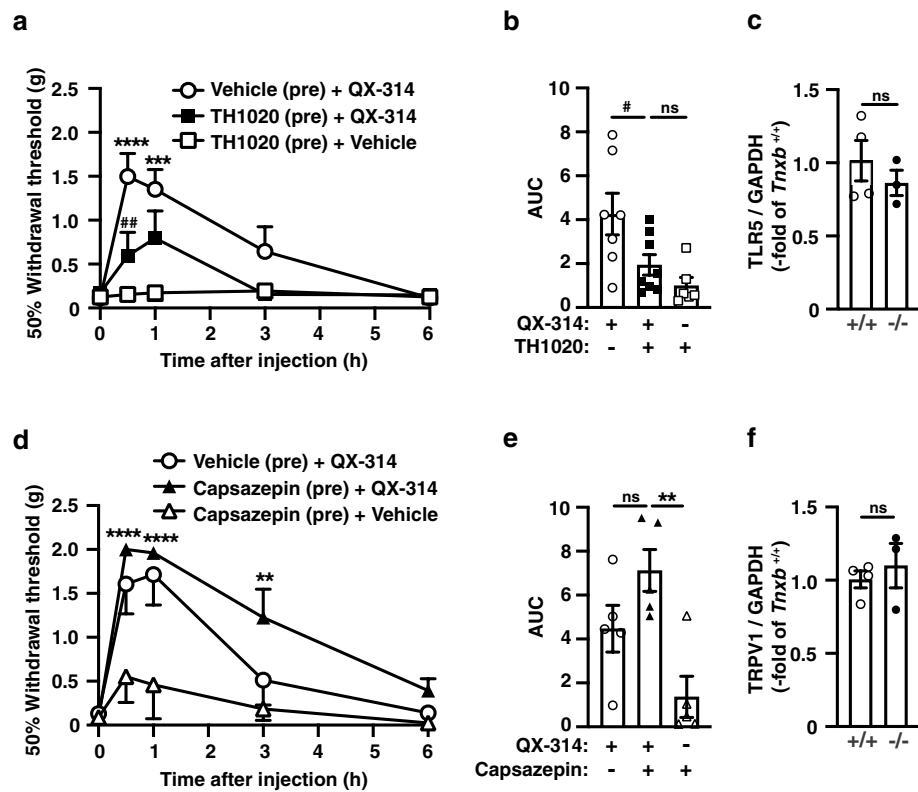 a
Vehicle (pre) + QX-314
TH1020 (pre) + QX-314
TH1020 (pre) + Vehicle
50% Withdrawal threshold (g)
2.5
2.0
1.5
1.0
0.5
0
**** ***
##
0 1 2 3 4 5 6
Time after injection (h)
b
AUC
10
8
6
4
2
0
# ns
QX-314: + + -
TH1020: - + +
c
TLR5 / GAPDH
(-fold of Tnxb +/+)
1.5
1.0
0.5
0
ns
+/+ -/-
d
Vehicle (pre) + QX-314
Capsazepin (pre) + QX-314
Capsazepin (pre) + Vehicle
50% Withdrawal threshold (g)
2.5
2.0
1.5
1.0
0.5
0
**** ****
**
0 1 2 3 4 5 6
Time after injection (h)
e
AUC
10
8
6
4
2
0
ns **
QX-314: + + -
Capsazepin: - + +
f
TRPV1 / GAPDH
(-fold of Tnxb +/+)
1.5
1.0
0.5
0
ns
+/+ -/-